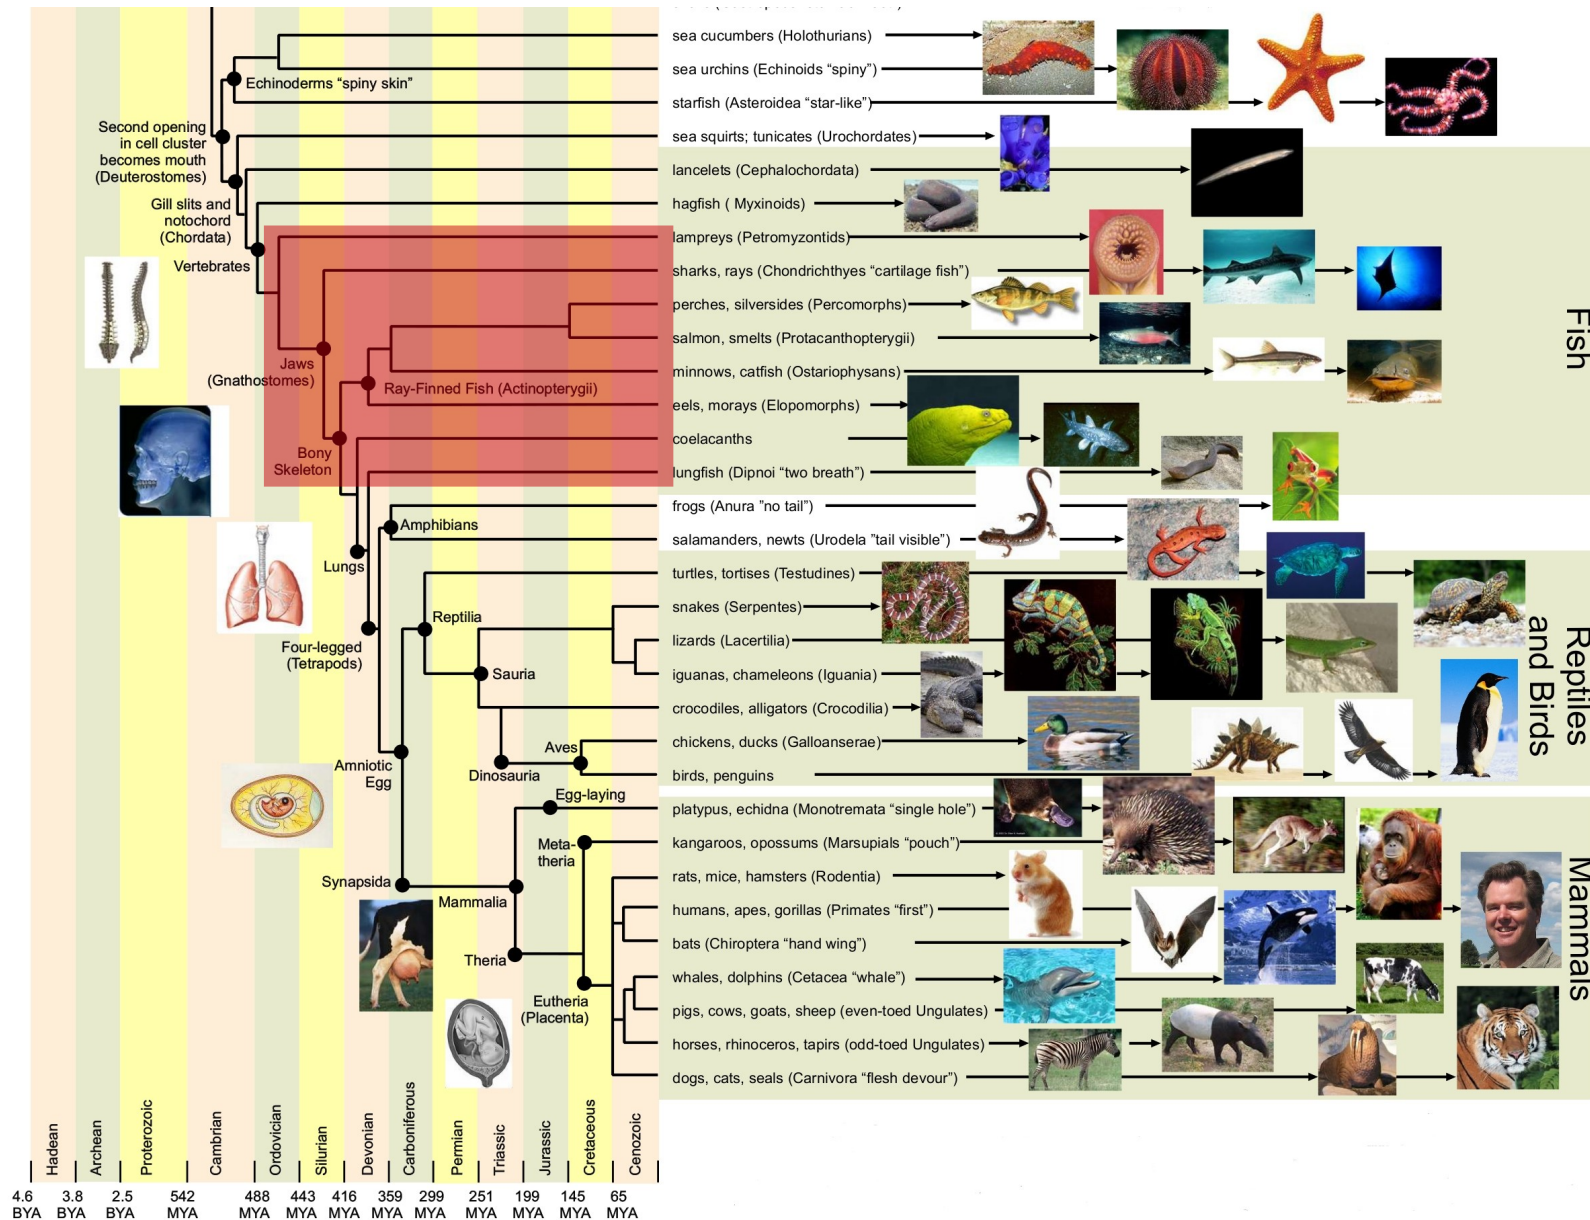 sea cucumbers (Holothurians)
sea urchins (Echinoids “spiny”)
Echinoderms “spiny skin”
starfish (Asteroidea “star-like”)
Second opening
in cell cluster
becomes mouth
(Deuterostomes)
sea squirts; tunicates (Urochordates)
lancelets (Cephalochordata)
Gill slits and
notochord
(Chordata)
hagfish ( Myxinoids)
Vertebrates
lampreys (Petromyzontids)
sharks, rays (Chondrichthyes “cartilage fish”)
perches, silversides (Percomorphs)
salmon, smelts (Protacanthopterygii)
Fish
Jaws
(Gnathostomes)
minnows, catfish (Ostariophysans)
Ray-Finned Fish (Actinopterygii)
eels, morays (Elopomorphs)
coelacanths
Bony
Skeleton
lungfish (Dipnoi “two breath”)
frogs (Anura ”no tail”)
Amphibians
salamanders, newts (Urodela ”tail visible”)
Lungs
turtles, tortises (Testudines)
snakes (Serpentes)
Reptilia
lizards (Lacertilia)
Four-legged
(Tetrapods)
iguanas, chameleons (Iguania)
Sauria
Reptiles
and Birds
crocodiles, alligators (Crocodilia)
chickens, ducks (Galloanserae)
Aves
Dinosauria
birds, penguins
Amniotic
Egg
Egg-laying
platypus, echidna (Monotremata “single hole”)
kangaroos, opossums (Marsupials “pouch”)
Meta-
theria
rats, mice, hamsters (Rodentia)
Synapsida
Mammalia
humans, apes, gorillas (Primates “first”)
bats (Chiroptera “hand wing”)
Mammals
Theria
whales, dolphins (Cetacea “whale”)
Eutheria
(Placenta)
pigs, cows, goats, sheep (even-toed Ungulates)
horses, rhinoceros, tapirs (odd-toed Ungulates)
dogs, cats, seals (Carnivora “flesh devour”)
Hadean
Archean
Proterozoic
Cambrian
Ordovician
Silurian
Devonian
Carboniferous
Permian
Triassic
Jurassic
Cretaceous
Cenozoic
4.6 3.8 2.5 542 488 443 416 359 299 251 199 145 65
BYA BYA BYA MYA MYA MYA MYA MYA MYA MYA MYA MYA MYA